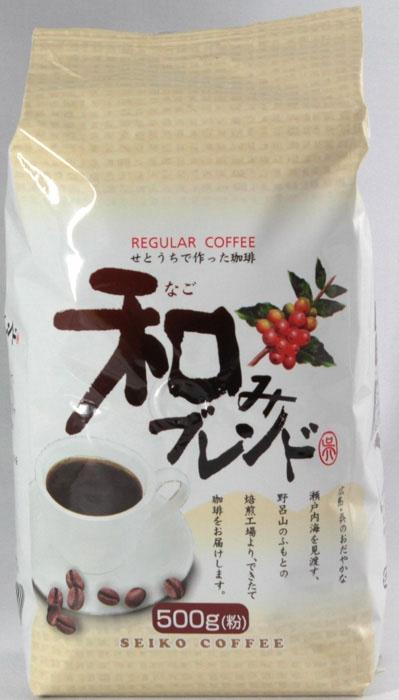 REGULAR COFFEE
せとうちで作った珈琲
なご
和み
ブレンド
呉
広島・呉のおだやかな
瀬戸内海を見渡す、
野呂山のふもとの
焙煎工場より、できたて
珈琲をお届けします。
500g(粉)
SEIKO COFFEE